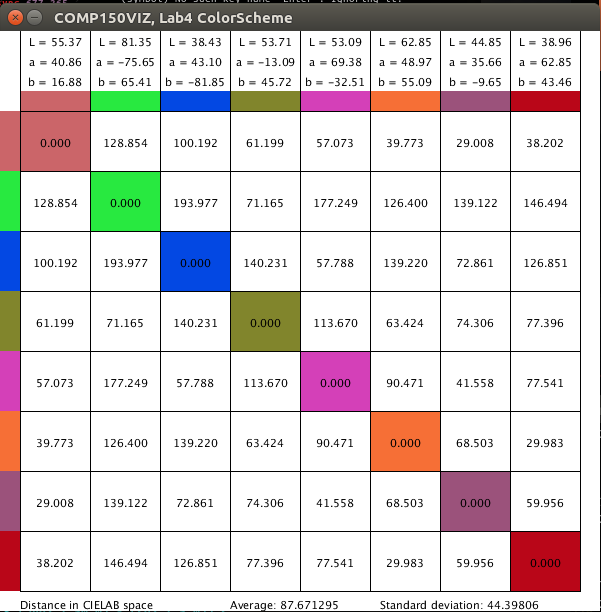 COMP150VIZ, Lab4 ColorScheme
L = 55.37 L = 81.35 L = 38.43 L = 53.71 L = 53.09 L = 62.85 L = 44.85 L = 38.96
a = 40.86 a = -75.65 a = 43.10 a = -13.09 a = 69.38 a = 48.97 a = 35.66 a = 62.85
b = 16.88 b = 65.41 b = -81.85 b = 45.72 b = -32.51 b = 55.09 b = -9.65 b = 43.46
0.000 128.854 100.192 61.199 57.073 39.773 29.008 38.202
128.854 0.000 193.977 71.165 177.249 126.400 139.122 146.494
100.192 193.977 0.000 140.231 57.788 139.220 72.861 126.851
61.199 71.165 140.231 0.000 113.670 63.424 74.306 77.396
57.073 177.249 57.788 113.670 0.000 90.471 41.558 77.541
39.773 126.400 139.220 63.424 90.471 0.000 68.503 29.983
29.008 139.122 72.861 74.306 41.558 68.503 0.000 59.956
38.202 146.494 126.851 77.396 77.541 29.983 59.956 0.000
Distance in CIELAB space Average: 87.671295 Standard deviation: 44.39806